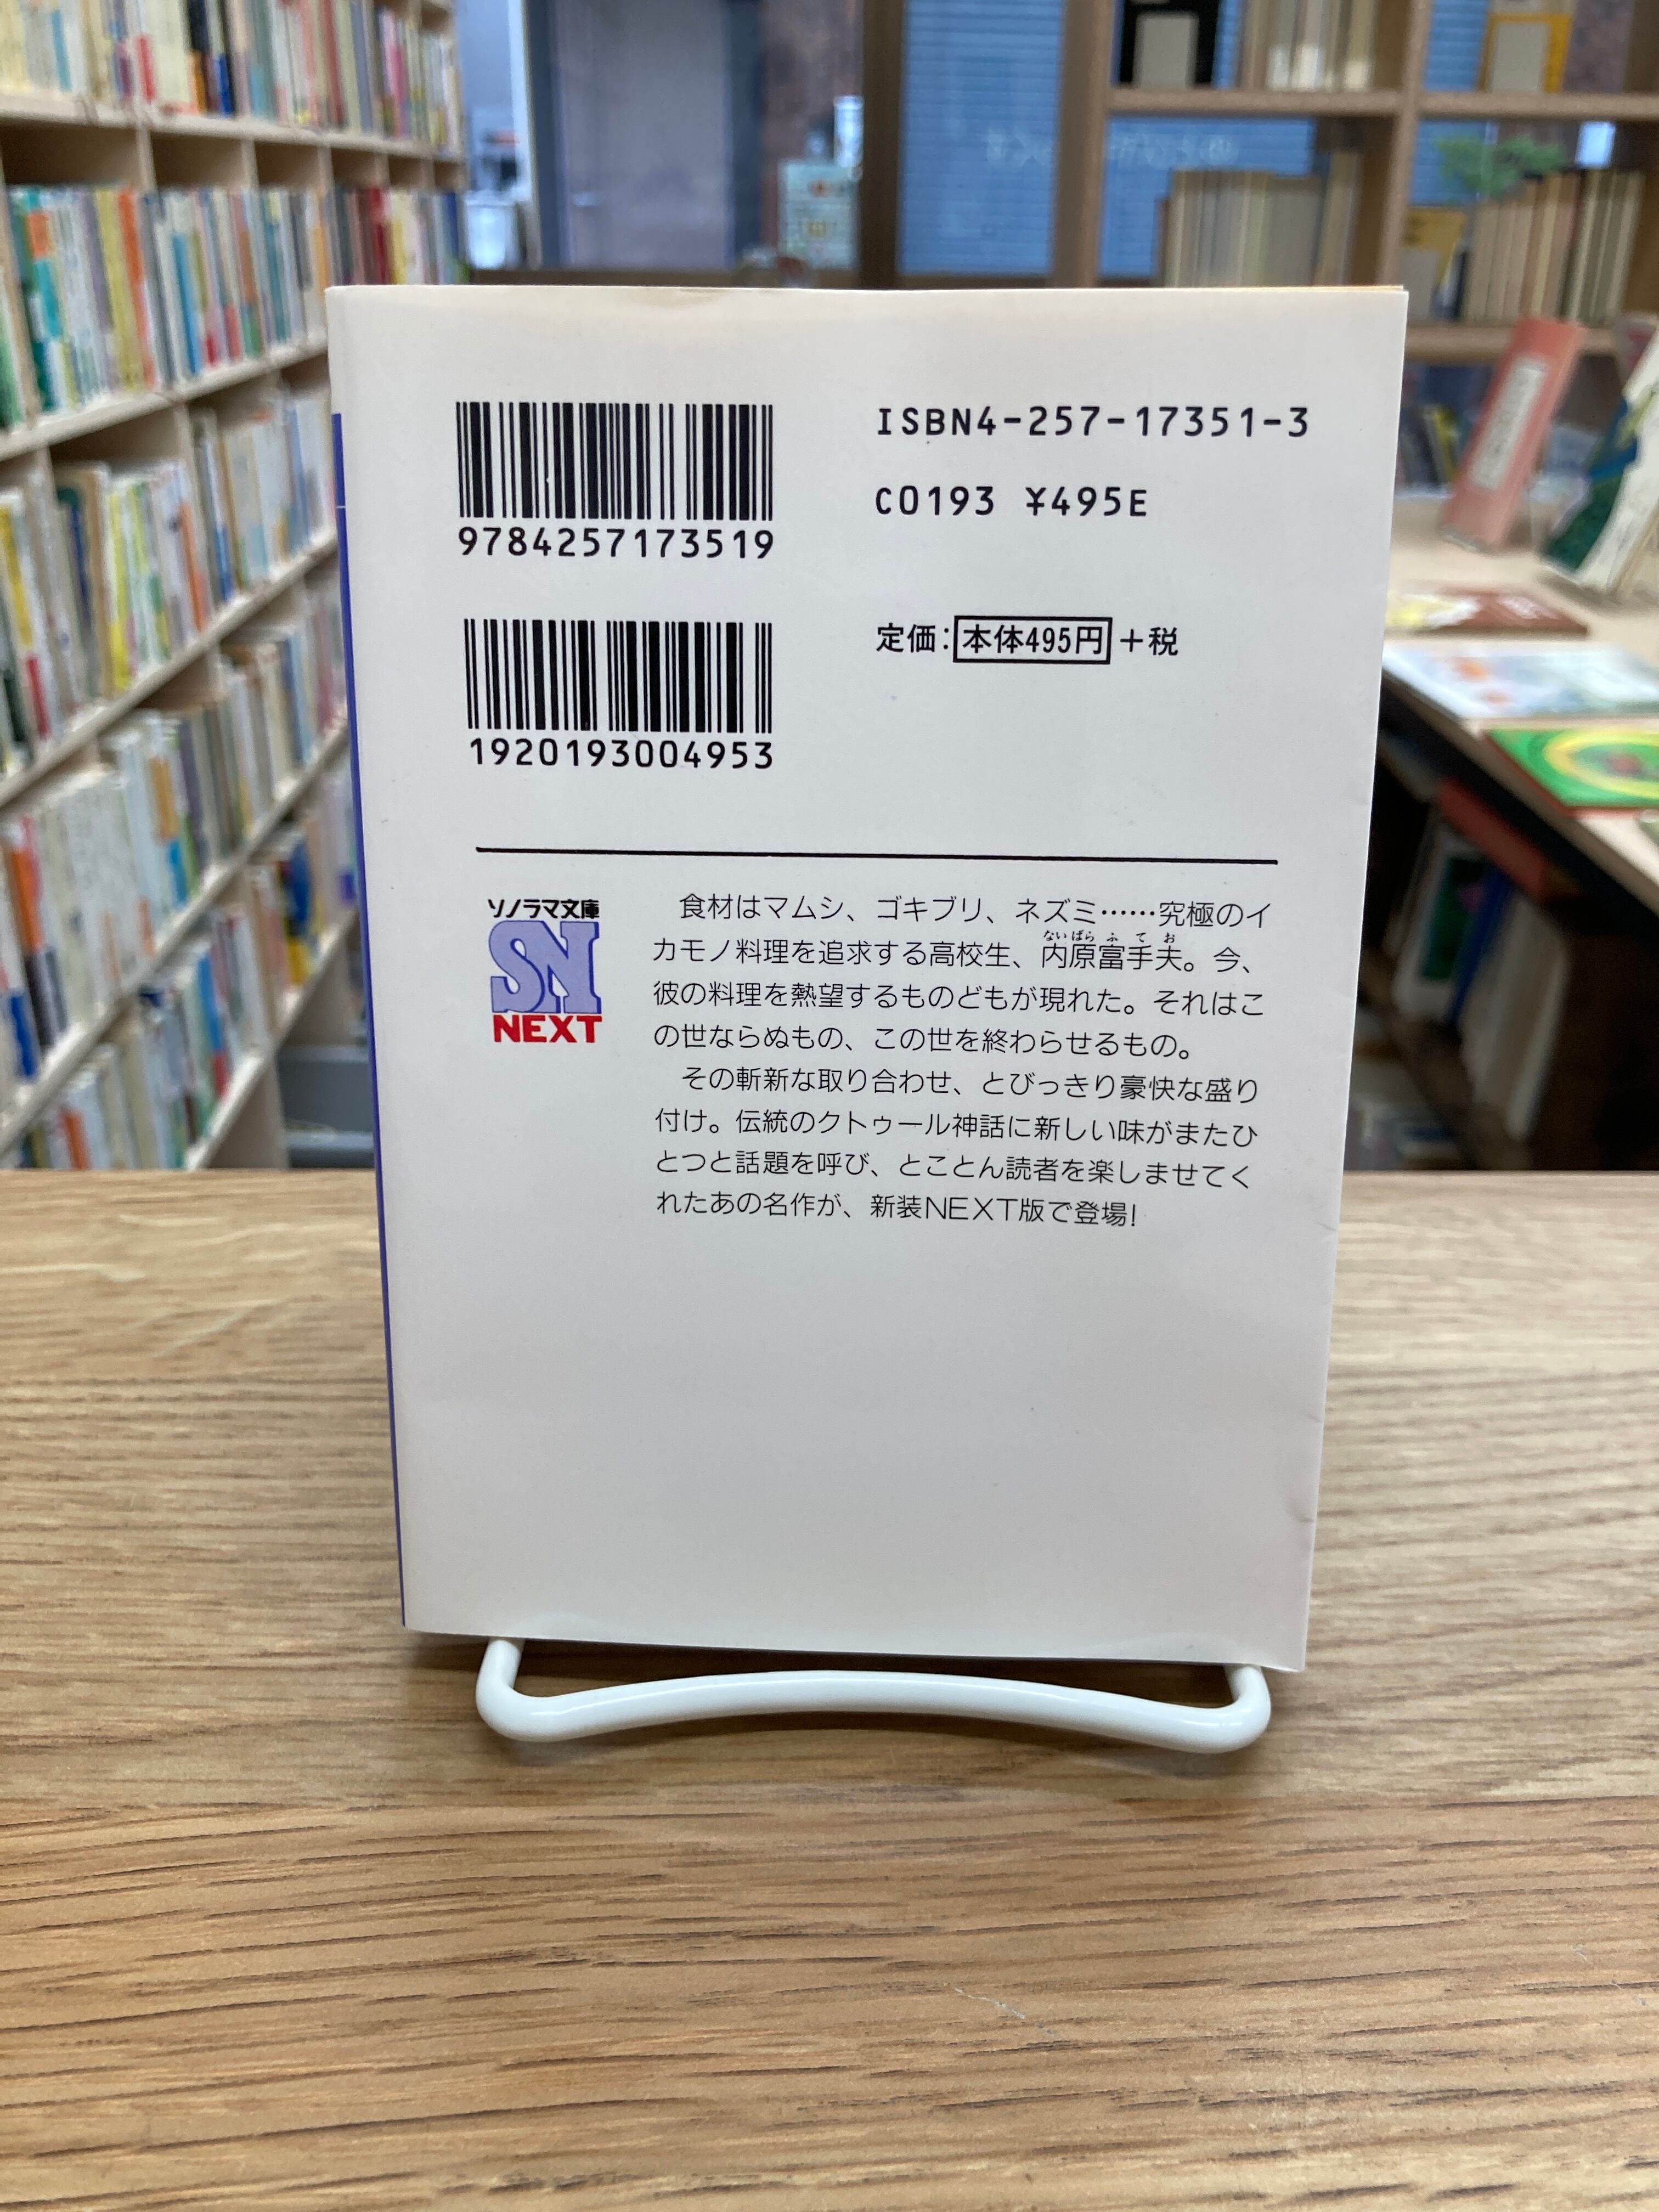 9784257173519
1920193004953
ISBN4-257-17351-3
C0193 ¥495E
定価:本体495円+税
ソノラマ文庫
SN
NEXT
食材はマムシ、ゴキブリ、ネズミ……究極のイ
カモノ料理を追求する高校生、内原富手夫。今、
ないばらふてお
彼の料理を熱望するものどもが現れた。それはこ
の世ならぬもの、この世を終わらせるもの。
その斬新な取り合わせ、とびっきり豪快な盛り
付け。伝統のクトゥール神話に新しい味がまたひ
とつと話題を呼び、とことん読者を楽しませてく
れたあの名作が、新装NEXT版で登場!